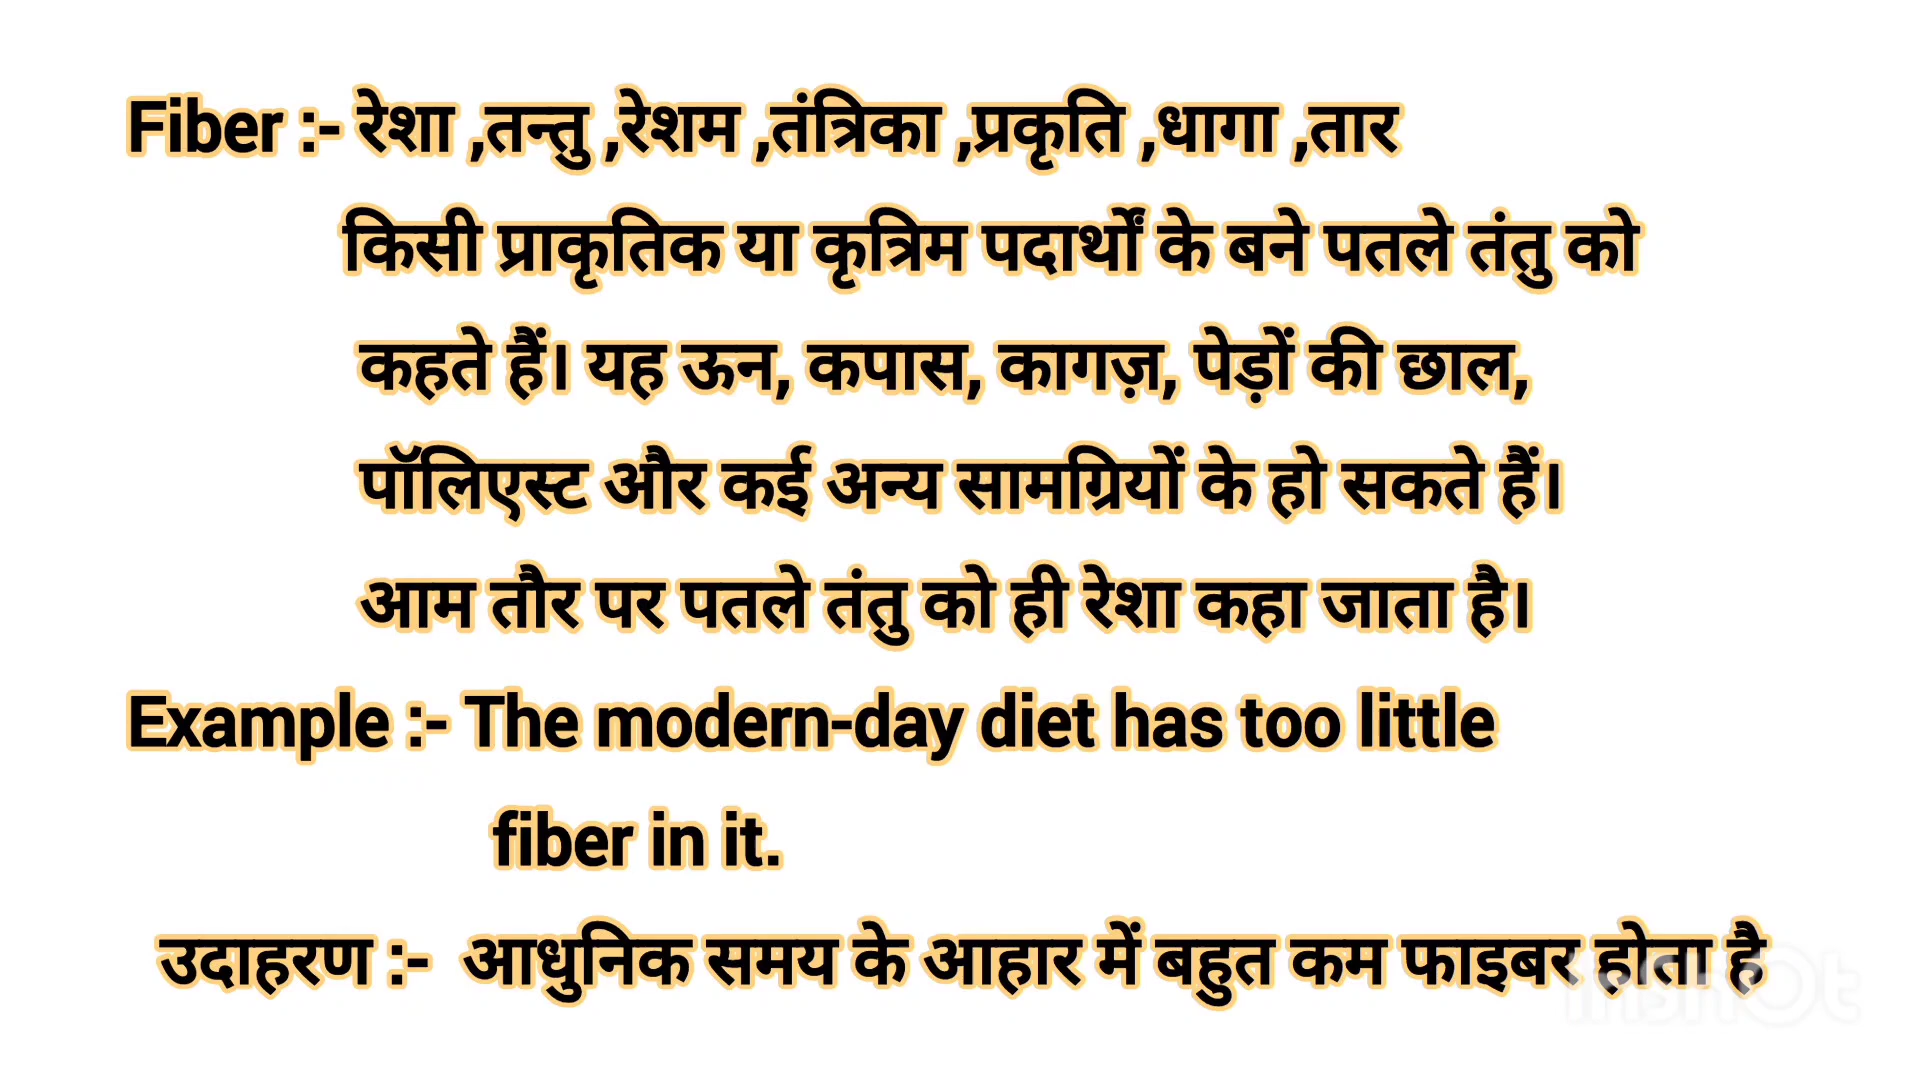 Fiber :- रेशा ,तन्तु ,रेशम ,तंत्रिका ,प्रकृति ,धागा ,तार
किसी प्राकृतिक या कृत्रिम पदार्थों के बने पतले तंतु को
कहते हैं। यह ऊन, कपास, कागज़, पेड़ों की छाल,
पॉलिएस्ट और कई अन्य सामग्रियों के हो सकते हैं।
आम तौर पर पतले तंतु को ही रेशा कहा जाता है।
Example :- The modern-day diet has too little
fiber in it.
उदाहरण :- आधुनिक समय के आहार में बहुत कम फाइबर होता है
inshot